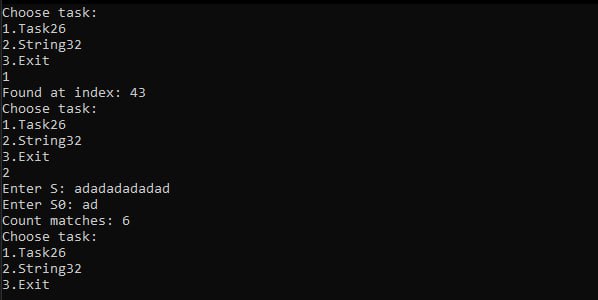 Choose task:
1.Task26
2.String32
3.Exit
1
Found at index: 43
Choose task:
1.Task26
2.String32
3.Exit
2
Enter S: adadadadadad
Enter S0: ad
Count matches: 6
Choose task:
1.Task26
2.String32
3.Exit